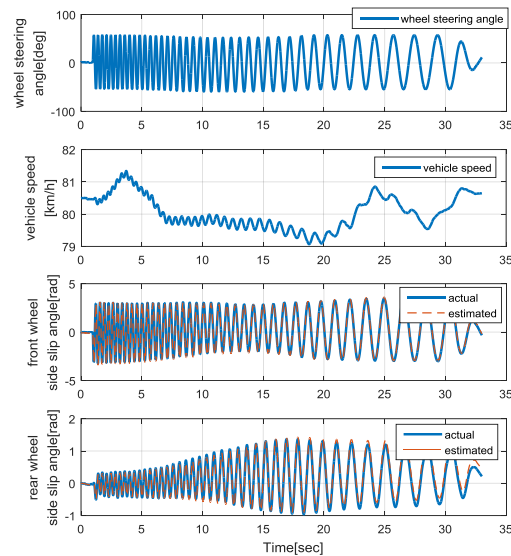 wheel steering
angle[deg]
100
0
-100
wheel steering angle
0 5 10 15 20 25 30 35
vehicle speed
[km/h]
82
81
80
79
vehicle speed
0 5 10 15 20 25 30 35
front wheel
side slip angle[rad]
5
0
-5
actual
estimated
0 5 10 15 20 25 30 35
rear wheel
side slip angle[rad]
2
1
0
-1
actual
estimated
0 5 10 15 20 25 30 35
Time[sec]